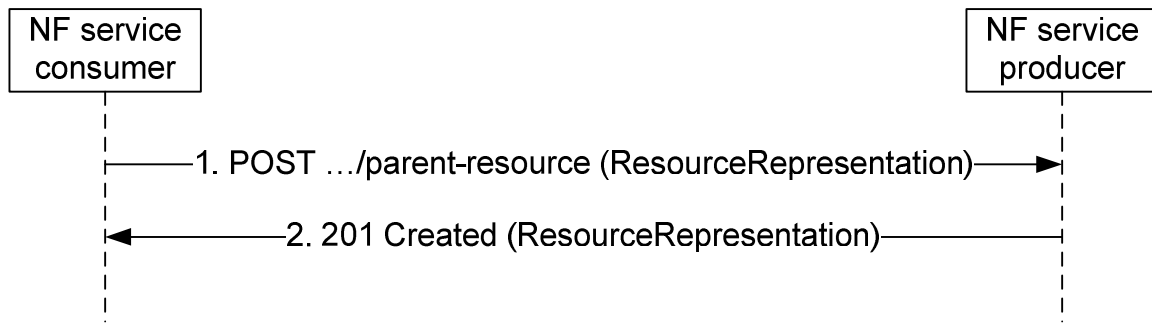 NF service
consumer
NF service
producer
1. POST …/parent-resource (ResourceRepresentation)
2. 201 Created (ResourceRepresentation)